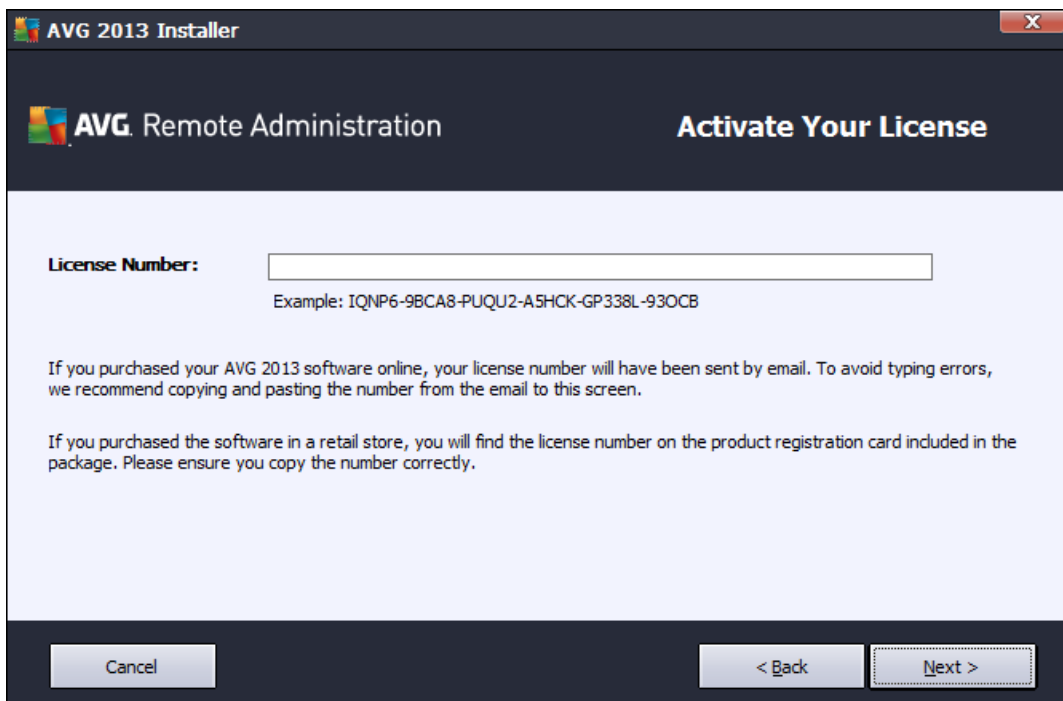 AVG 2013 Installer
AVG. Remote Administration
Activate Your License
License Number:
Example: IQNP6-9BCA8-PUQU2-A5HCK-GP338L-93OCB
If you purchased your AVG 2013 software online, your license number will have been sent by email. To avoid typing errors,
we recommend copying and pasting the number from the email to this screen.
If you purchased the software in a retail store, you will find the license number on the product registration card included in the
package. Please ensure you copy the number correctly.
Cancel
< Back
Next >